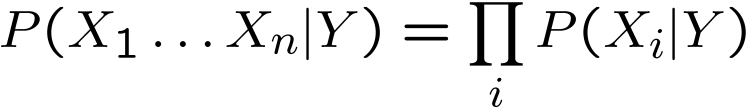 P(X₁ … Xₙ|Y) = ∏ᵢ P(Xᵢ|Y)